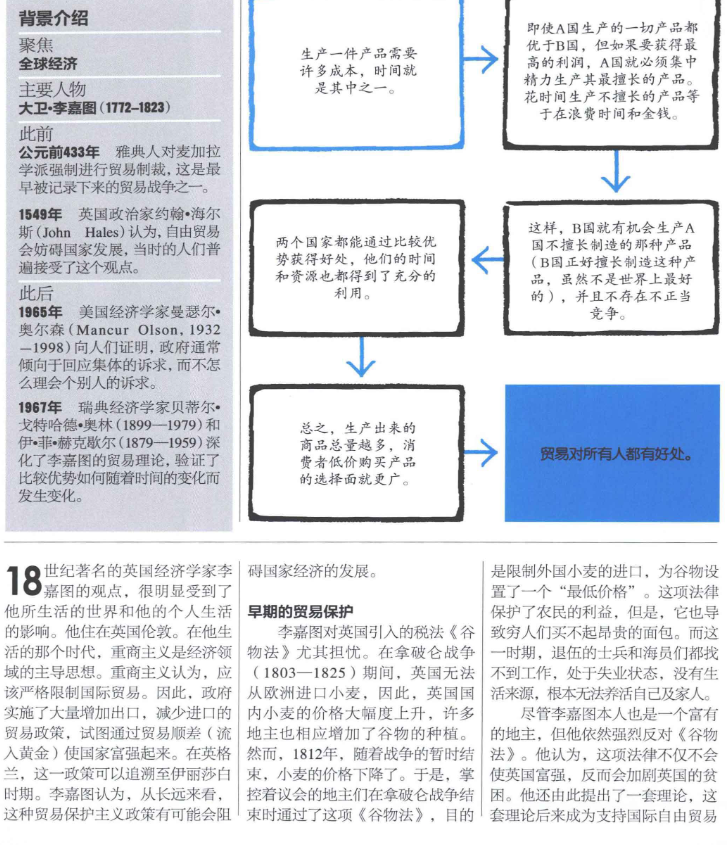 背景介绍
聚焦
全球经济
主要人物
大卫•李嘉图（1772–1823）
此前
公元前433年　雅典人对麦加拉
学派强制进行贸易制裁，这是最
早被记录下来的贸易战争之一。
1549年　英国政治家约翰•海尔
斯（John　Hales）认为，自由贸易
会妨碍国家发展，当时的人们普
遍接受了这个观点。
此后
1965年　美国经济学家曼瑟尔•
奥尔森（Mancur Olson，1932
—1998）向人们证明，政府通常
倾向于回应集体的诉求，而不怎
么理会个别人的诉求。
1967年　瑞典经济学家贝蒂尔•
戈特哈德•奥林（1899—1979）和
伊•菲•赫克歇尔（1879—1959）深
化了李嘉图的贸易理论，验证了
比较优势如何随着时间的变化而
发生变化。
生产一件产品需要
许多成本，时间就
是其中之一。
即使A国生产的一切产品都
优于B国，但如果要获得最
高的利润，A国就必须集中
精力生产其最擅长的产品。
花时间生产不擅长的产品等
于在浪费时间和金钱。
这样，B国就有机会生产A
国不擅长制造的那种产品
（B国正好擅长制造这种产
品，虽然不是世界上最好
的），并且不存在不正当
竞争。
两个国家都能通过比较优
势获得好处，他们的时间
和资源也都得到了充分的
利用。
总之，生产出来的
商品总量越多，消
费者低价购买产品
的选择面就更广。
贸易对所有人都有好处。
18世纪著名的英国经济学家李
嘉图的观点，很明显受到了
他所生活的世界和他的个人生活
的影响。他住在英国伦敦。在他生
活的那个时代，重商主义是经济领
域的主导思想。重商主义认为，应
该严格限制国际贸易。因此，政府
实施了大量增加出口，减少进口的
贸易政策，试图通过贸易顺差（流
入黄金）使国家富强起来。在英格
兰，这一政策可以追溯至伊丽莎白
时期。李嘉图认为，从长远来看，
这种贸易保护主义政策有可能会阻
碍国家经济的发展。
早期的贸易保护
李嘉图对英国引入的税法《谷
物法》尤其担忧。在拿破仑战争
（1803—1825）期间，英国无法
从欧洲进口小麦，因此，英国国
内小麦的价格大幅度上升，许多
地主也相应增加了谷物的种植。
然而，1812年，随着战争的暂时结
束，小麦的价格下降了。于是，掌
控着议会的地主们在拿破仑战争结
束时通过了这项《谷物法》，目的
是限制外国小麦的进口，为谷物设
置了一个“最低价格”。这项法律
保护了农民的利益，但是，它也导
致穷人们买不起昂贵的面包。而这
一时期，退伍的士兵和海员们都找
不到工作，处于失业状态，没有生
活来源，根本无法养活自己及家人。
尽管李嘉图本人也是一个富有
的地主，但他依然强烈反对《谷物
法》。他认为，这项法律不仅不会
使英国富强，反而会加剧英国的贫
困。他还由此提出了一套理论，这
套理论后来成为支持国际自由贸易